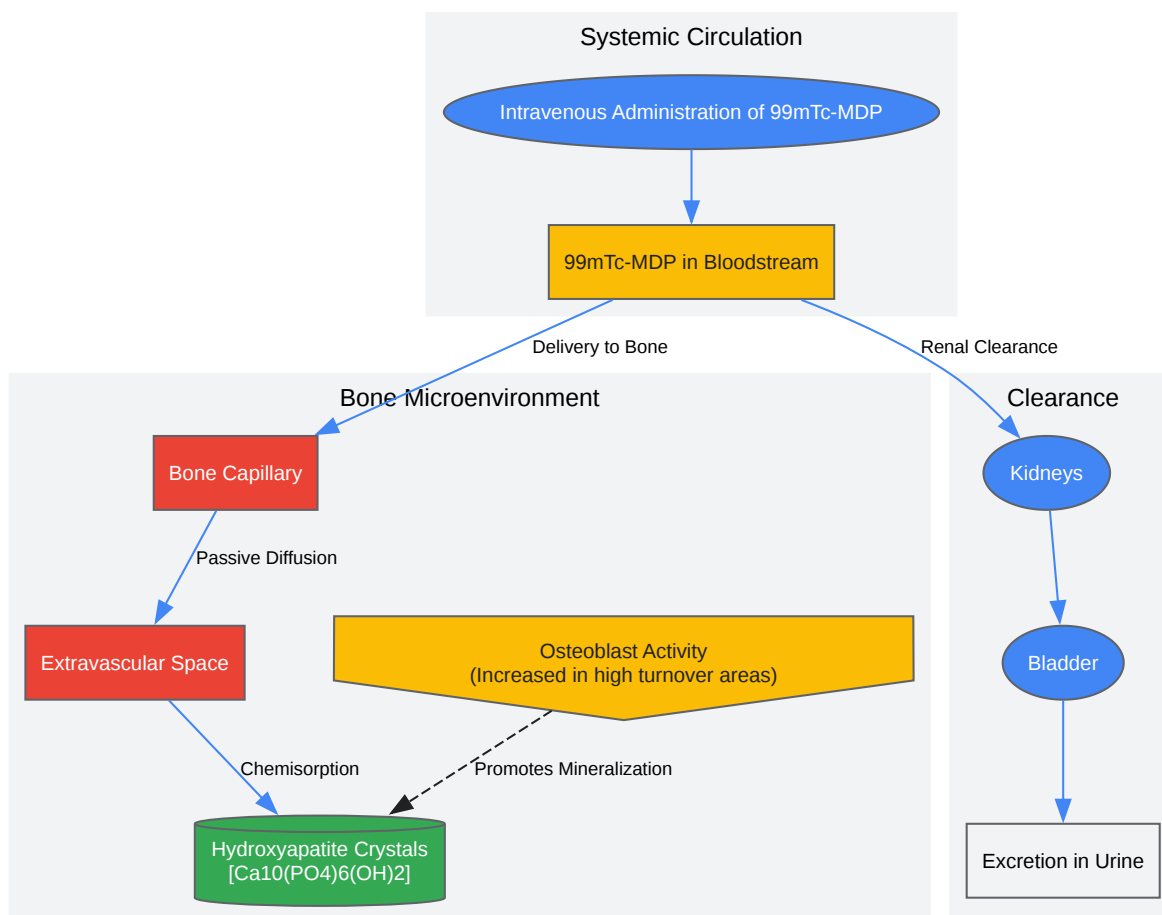 Systemic Circulation
Intravenous Administration of 99mTc-MDP
99mTc-MDP in Bloodstream
Delivery to Bone
Renal Clearance
Bone Microenvironment
Clearance
Bone Capillary
Kidneys
Passive Diffusion
Extravascular Space
Osteoblast Activity
(Increased in high turnover areas)
Bladder
Chemisorption
Promotes Mineralization
Hydroxyapatite Crystals
[Ca10(PO4)6(OH)2]
Excretion in Urine